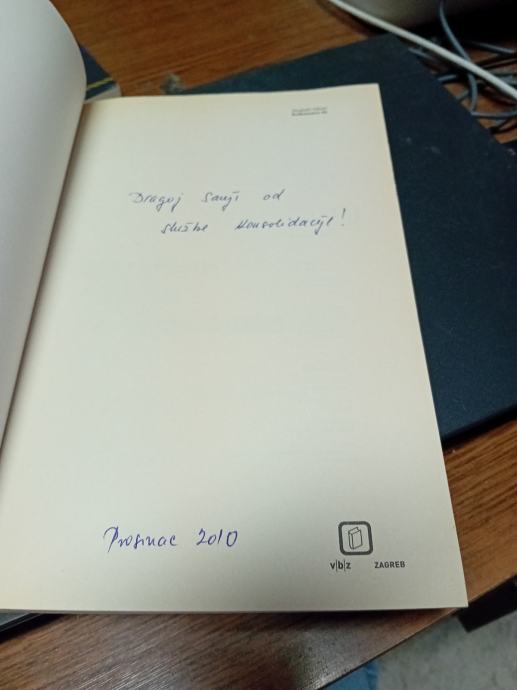 Dragoj Sanji od
službe Konsolidacije!
Prosinac 2010
v|b|z ZAGREB